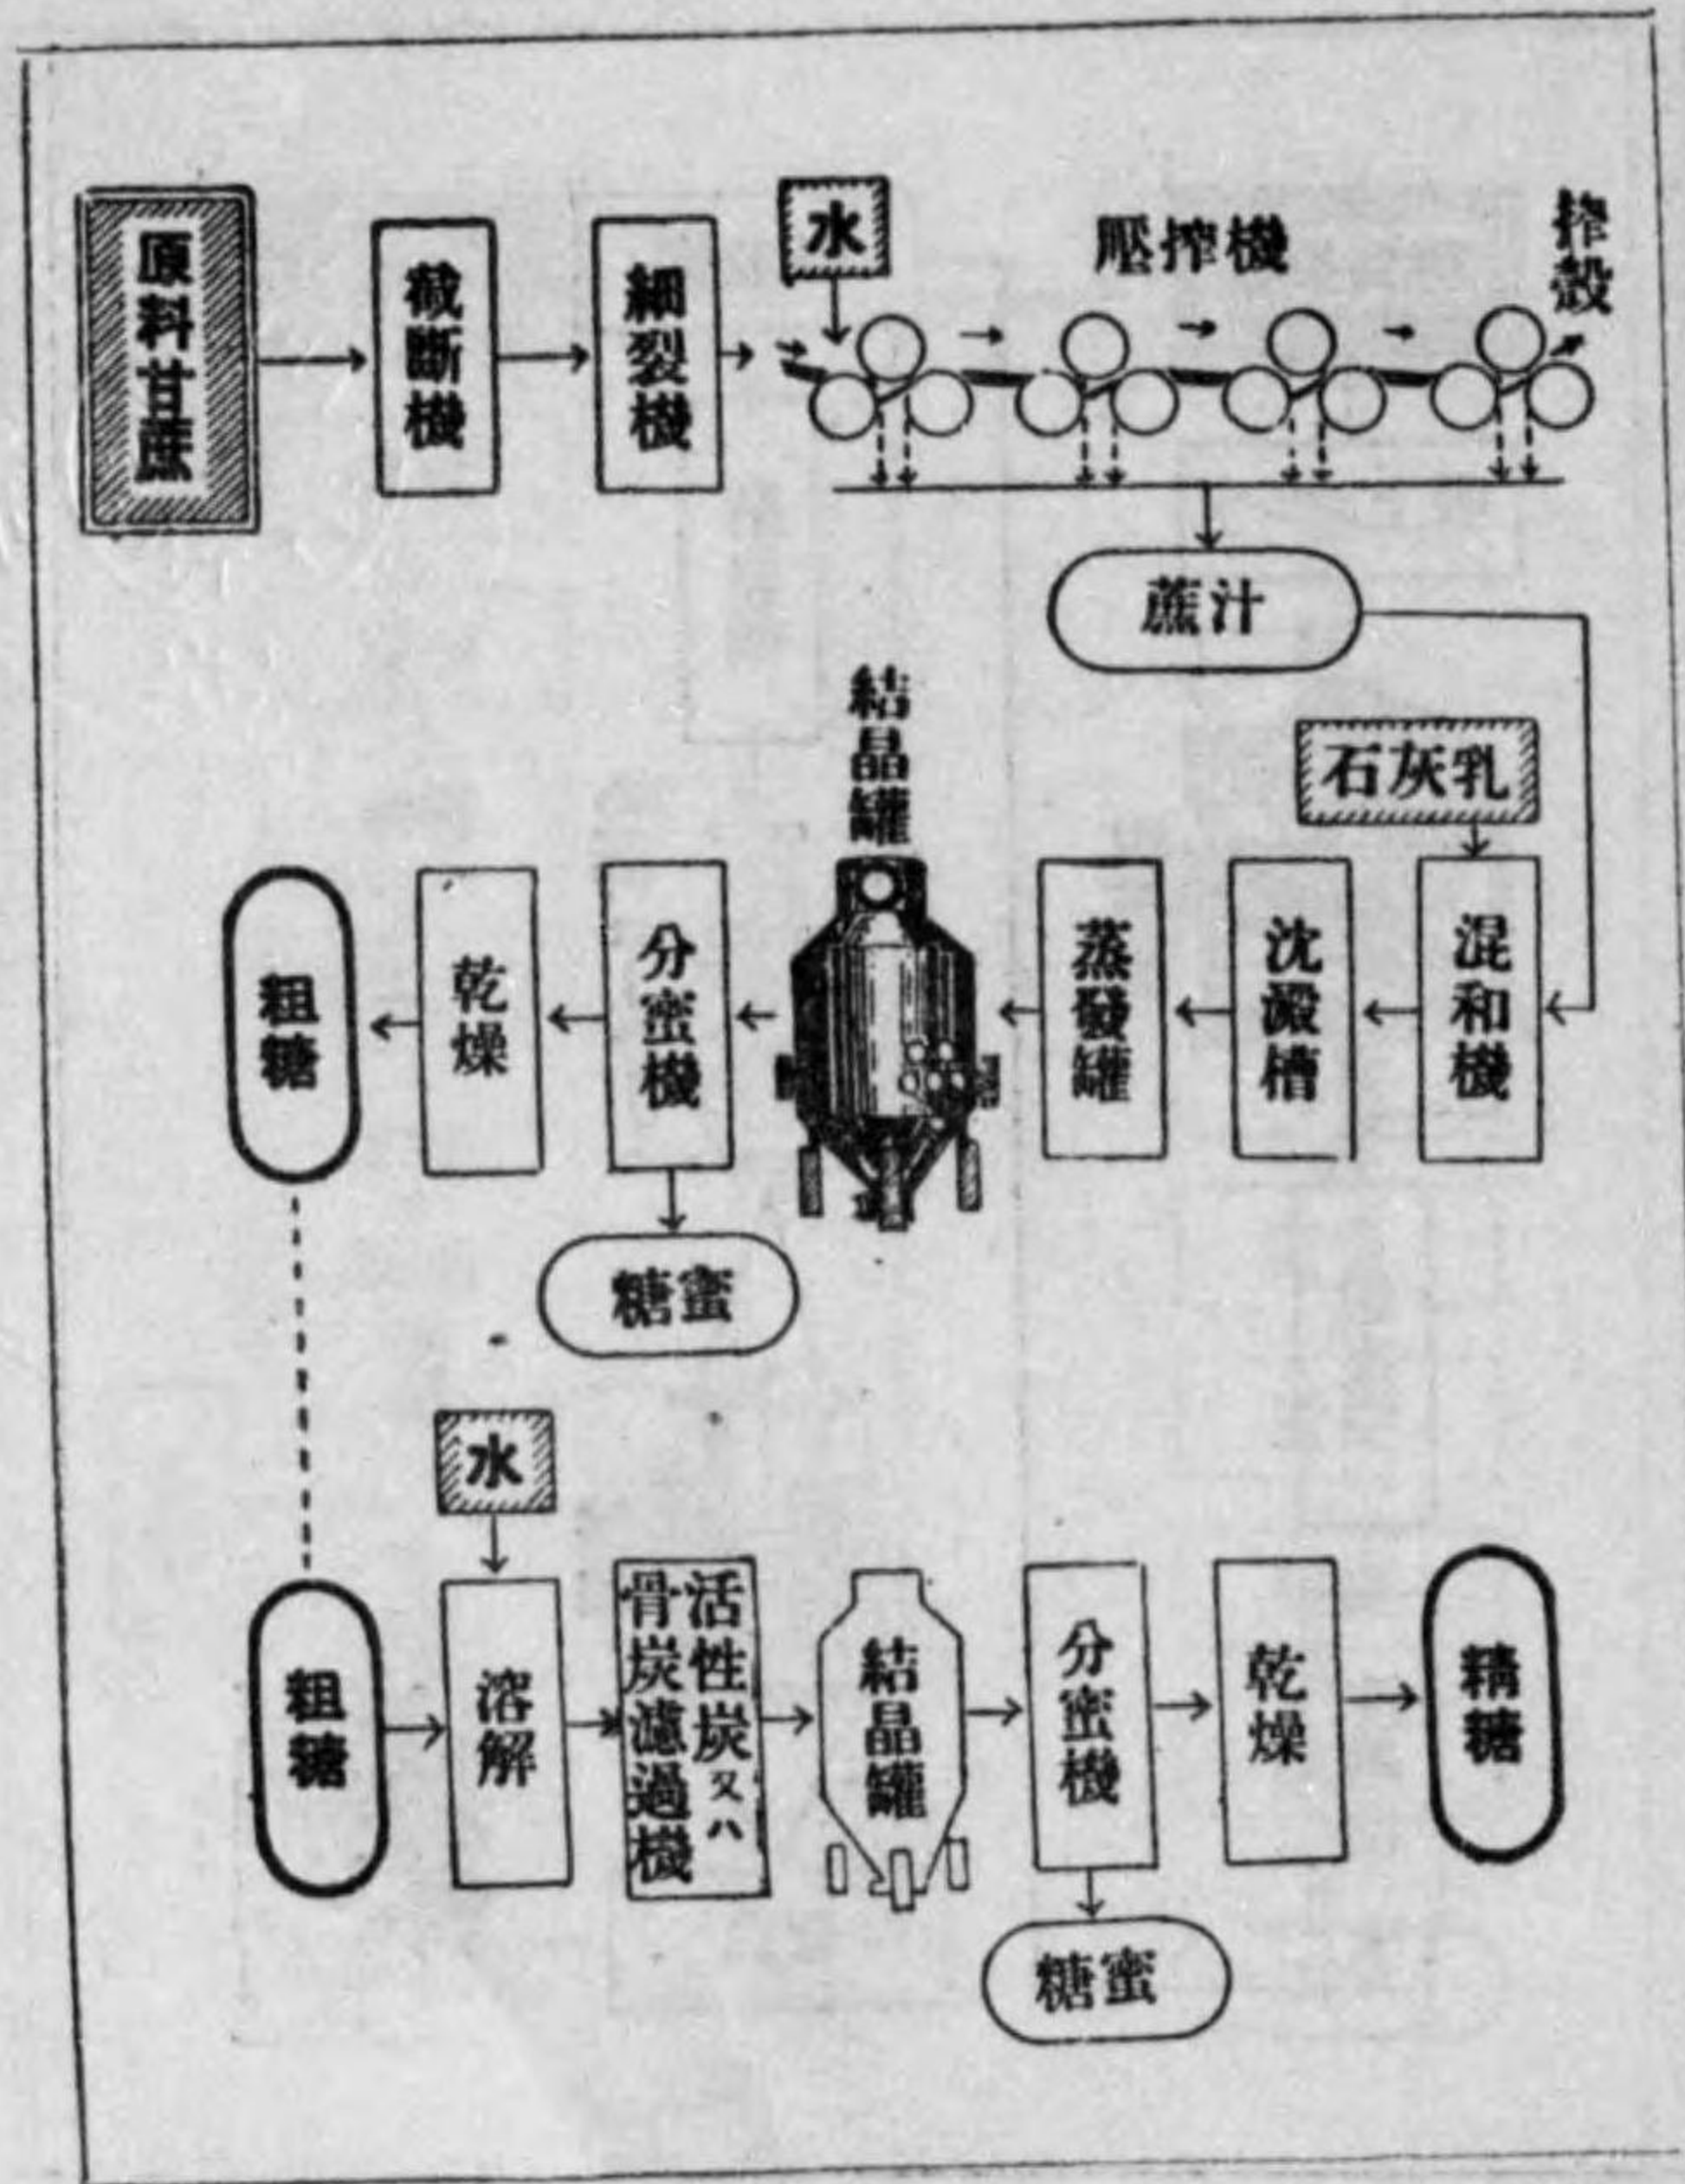 原料甘蔗
截斷機
細裂機
水
壓搾機
搾殼
蔗汁
石灰乳
混和機
沈澱槽
蒸發罐
結晶罐
分蜜機
糖蜜
乾燥
粗糖
粗糖
水
溶解
活性炭又ハ
骨炭濾過機
結晶罐
分蜜機
糖蜜
乾燥
精糖